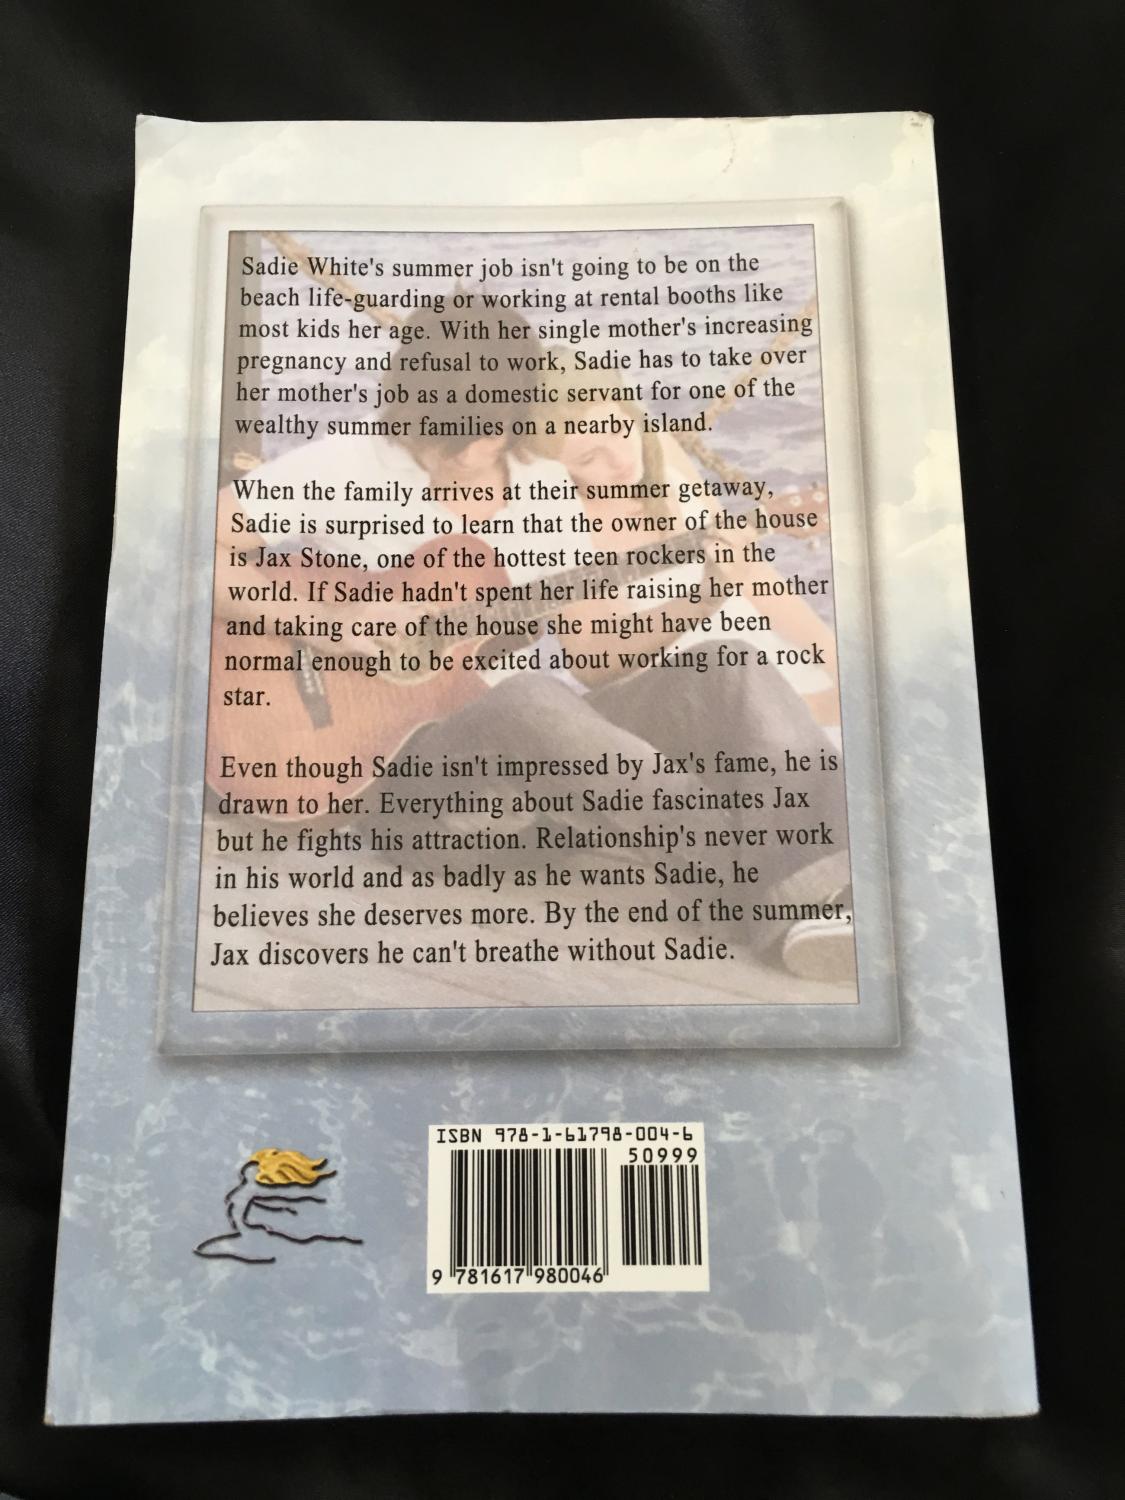 Sadie White's summer job isn't going to be on the
beach life-guarding or working at rental booths like
most kids her age. With her single mother's increasing
pregnancy and refusal to work, Sadie has to take over
her mother's job as a domestic servant for one of the
wealthy summer families on a nearby island.
When the family arrives at their summer getaway,
Sadie is surprised to learn that the owner of the house
is Jax Stone, one of the hottest teen rockers in the
world. If Sadie hadn't spent her life raising her mother
and taking care of the house she might have been
normal enough to be excited about working for a rock
star.
Even though Sadie isn't impressed by Jax's fame, he is
drawn to her. Everything about Sadie fascinates Jax
but he fights his attraction. Relationship's never work
in his world and as badly as he wants Sadie, he
believes she deserves more. By the end of the summer,
Jax discovers he can't breathe without Sadie.
ISBN 978-1-61798-004-6
50999
9 781617 980046